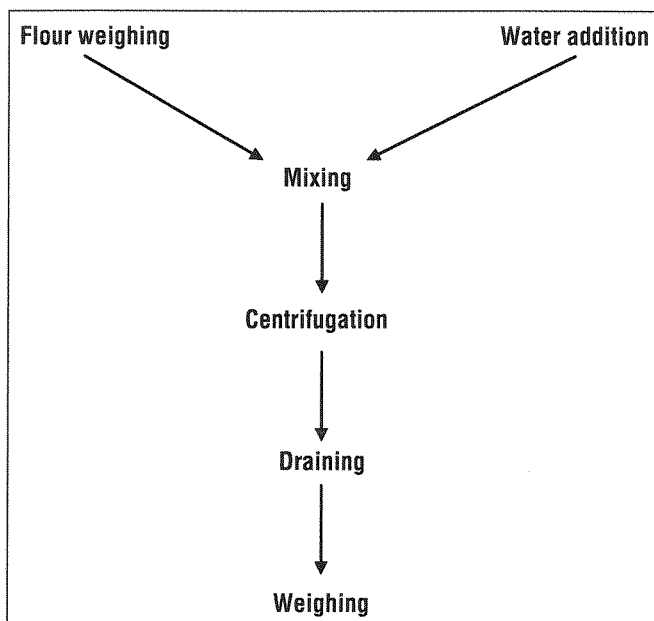 Flour weighing
Water addition
Mixing
Centrifugation
Draining
Weighing